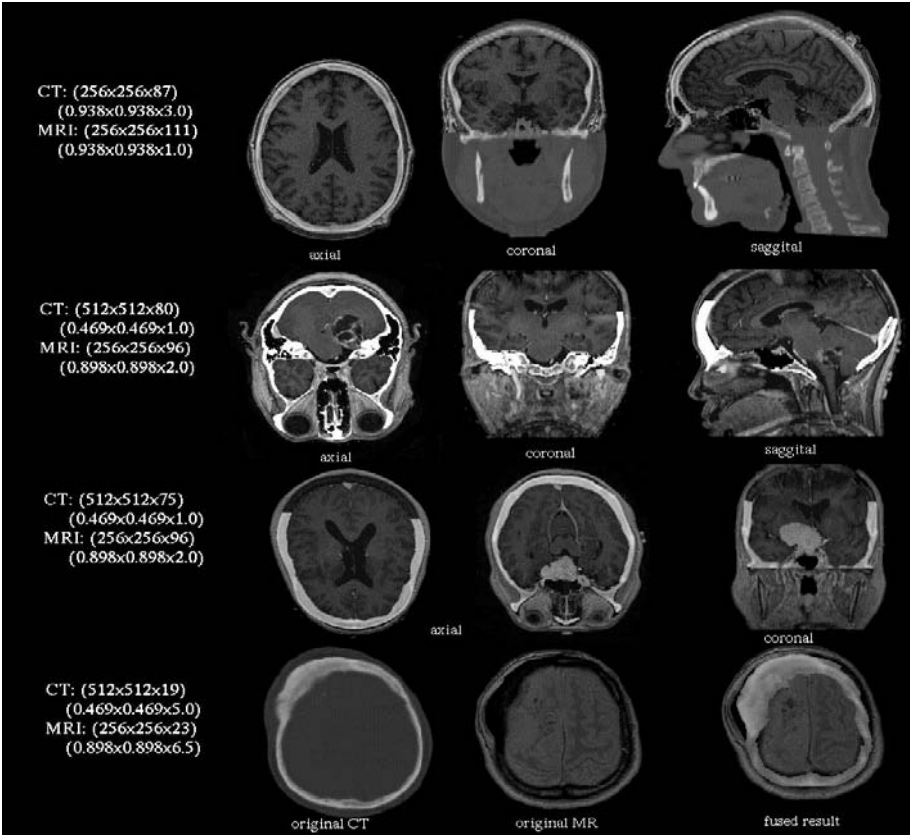 CT: (256x256x87)
(0.938x0.938x3.0)
MRI: (256x256x111)
(0.938x0.938x1.0)
axial
coronal
saggital
CT: (512x512x80)
(0.469x0.469x1.0)
MRI: (256x256x96)
(0.898x0.898x2.0)
axial
coronal
saggital
CT: (512x512x75)
(0.469x0.469x1.0)
MRI: (256x256x96)
(0.898x0.898x2.0)
axial
coronal
CT: (512x512x19)
(0.469x0.469x5.0)
MRI: (256x256x23)
(0.898x0.898x6.5)
original CT
original MR
fused result